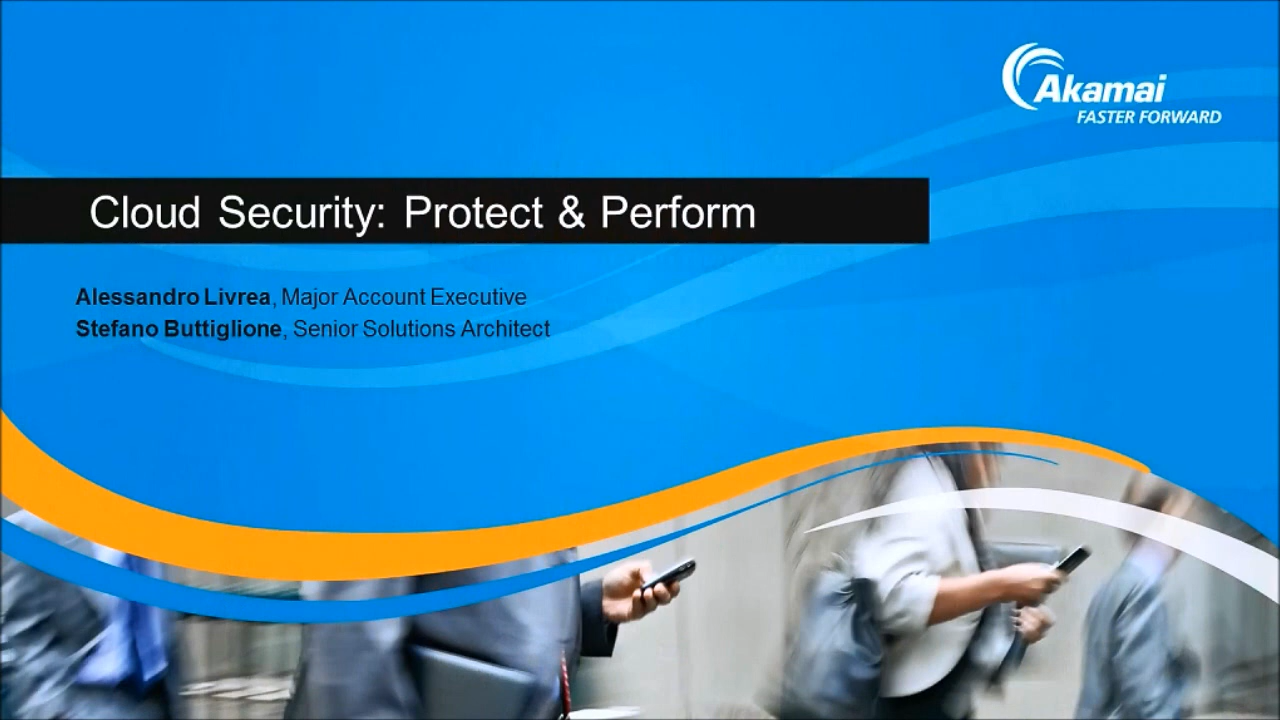 Akamai
FASTER FORWARD
Cloud Security: Protect & Perform
Alessandro Livrea, Major Account Executive
Stefano Buttiglione, Senior Solutions Architect